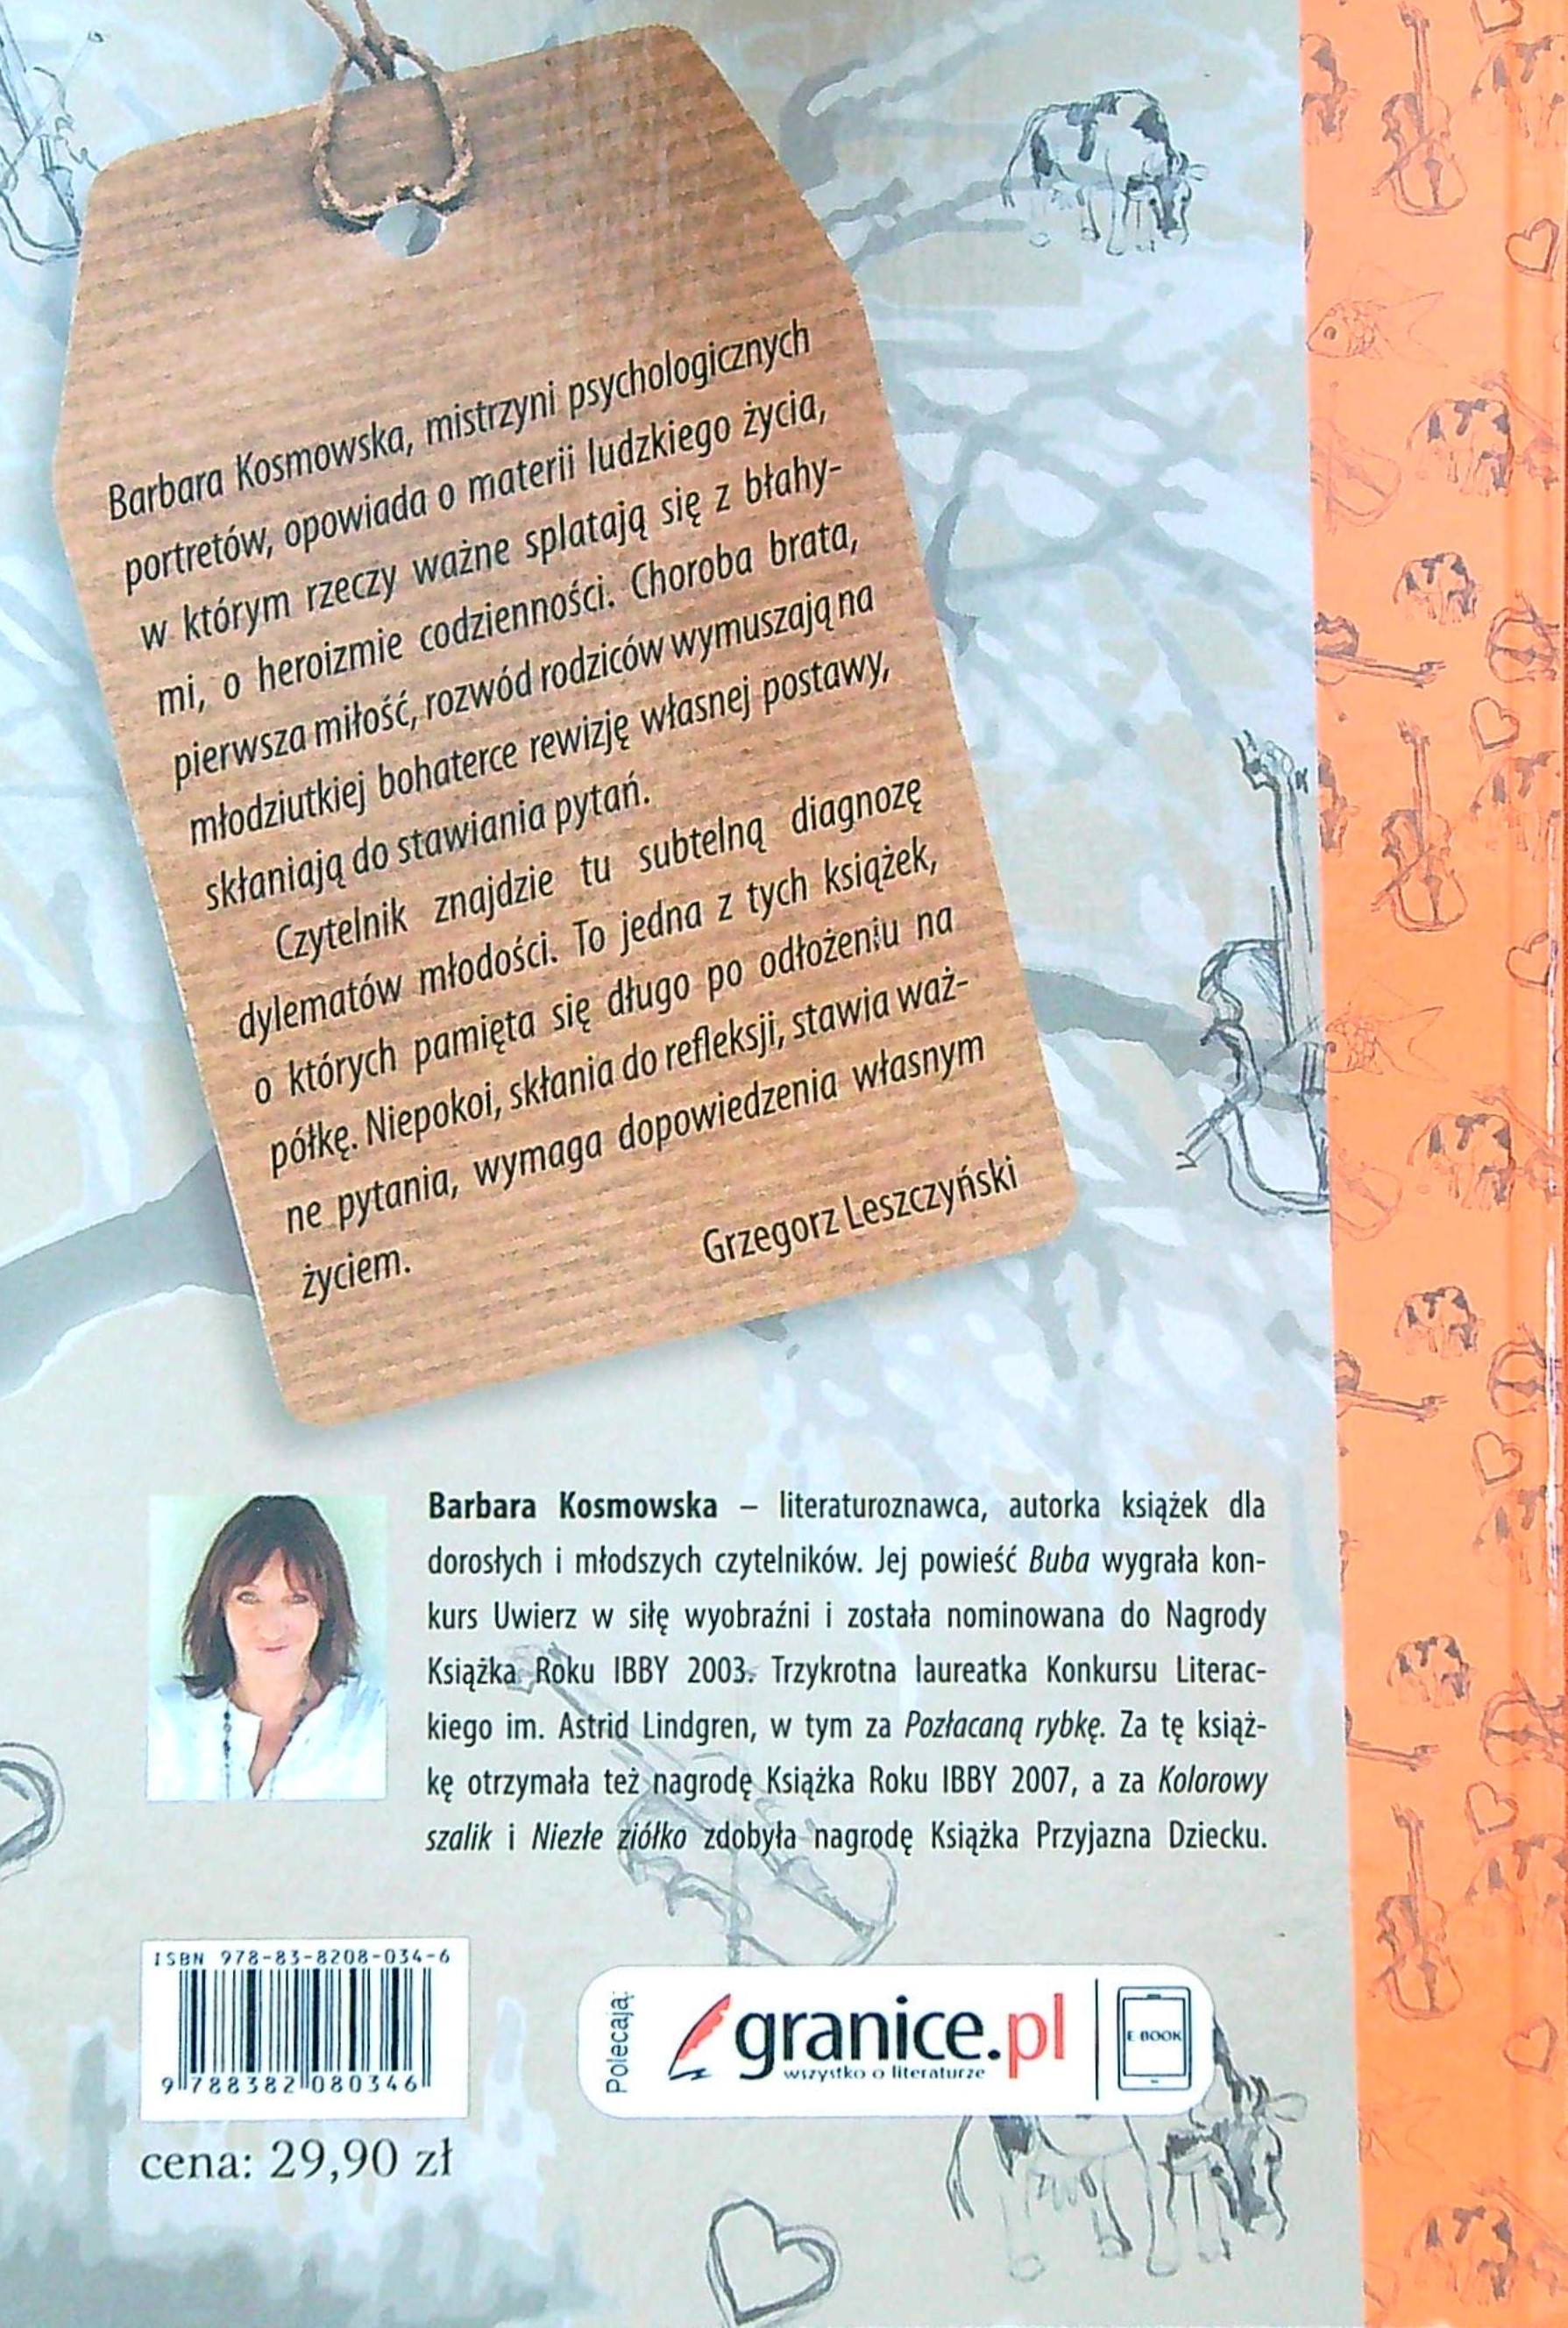 Barbara Kosmowska, mistrzyni psychologicznych
portretów, opowiada o materii ludzkiego życia,
w którym rzeczy ważne splatają się z błahy-
mi, o heroizmie codzienności. Choroba brata,
pierwsza miłość, rozwód rodziców wymuszają na
młodziutkiej bohaterce rewizję własnej postawy,
skłaniają do stawiania pytań.
Czytelnik znajdzie tu subtelną diagnozę
dylematów młodości. To jedna z tych książek,
o których pamięta się długo po odłożeniu na
półkę. Niepokoi, skłania do refleksji, stawia waż-
ne pytania, wymaga dopowiedzenia własnym
życiem.
Grzegorz Leszczyński
Barbara Kosmowska – literaturoznawca, autorka książek dla
dorosłych i młodszych czytelników. Jej powieść Buba wygrała kon-
kurs Uwierz w siłę wyobraźni i została nominowana do Nagrody
Książka Roku IBBY 2003. Trzykrotna laureatka Konkursu Literac-
kiego im. Astrid Lindgren, w tym za Pozłacaną rybkę. Za tę książ-
kę otrzymała też nagrodę Książka Roku IBBY 2007, a za Kolorowy
szalik i Niezłe ziółko zdobyła nagrodę Książka Przyjazna Dziecku.
ISBN 978-83-8208-034-6
9 788382 080346
cena: 29,90 zł
Polecają:
granice.pl
wszystko o literaturze
E BOOK